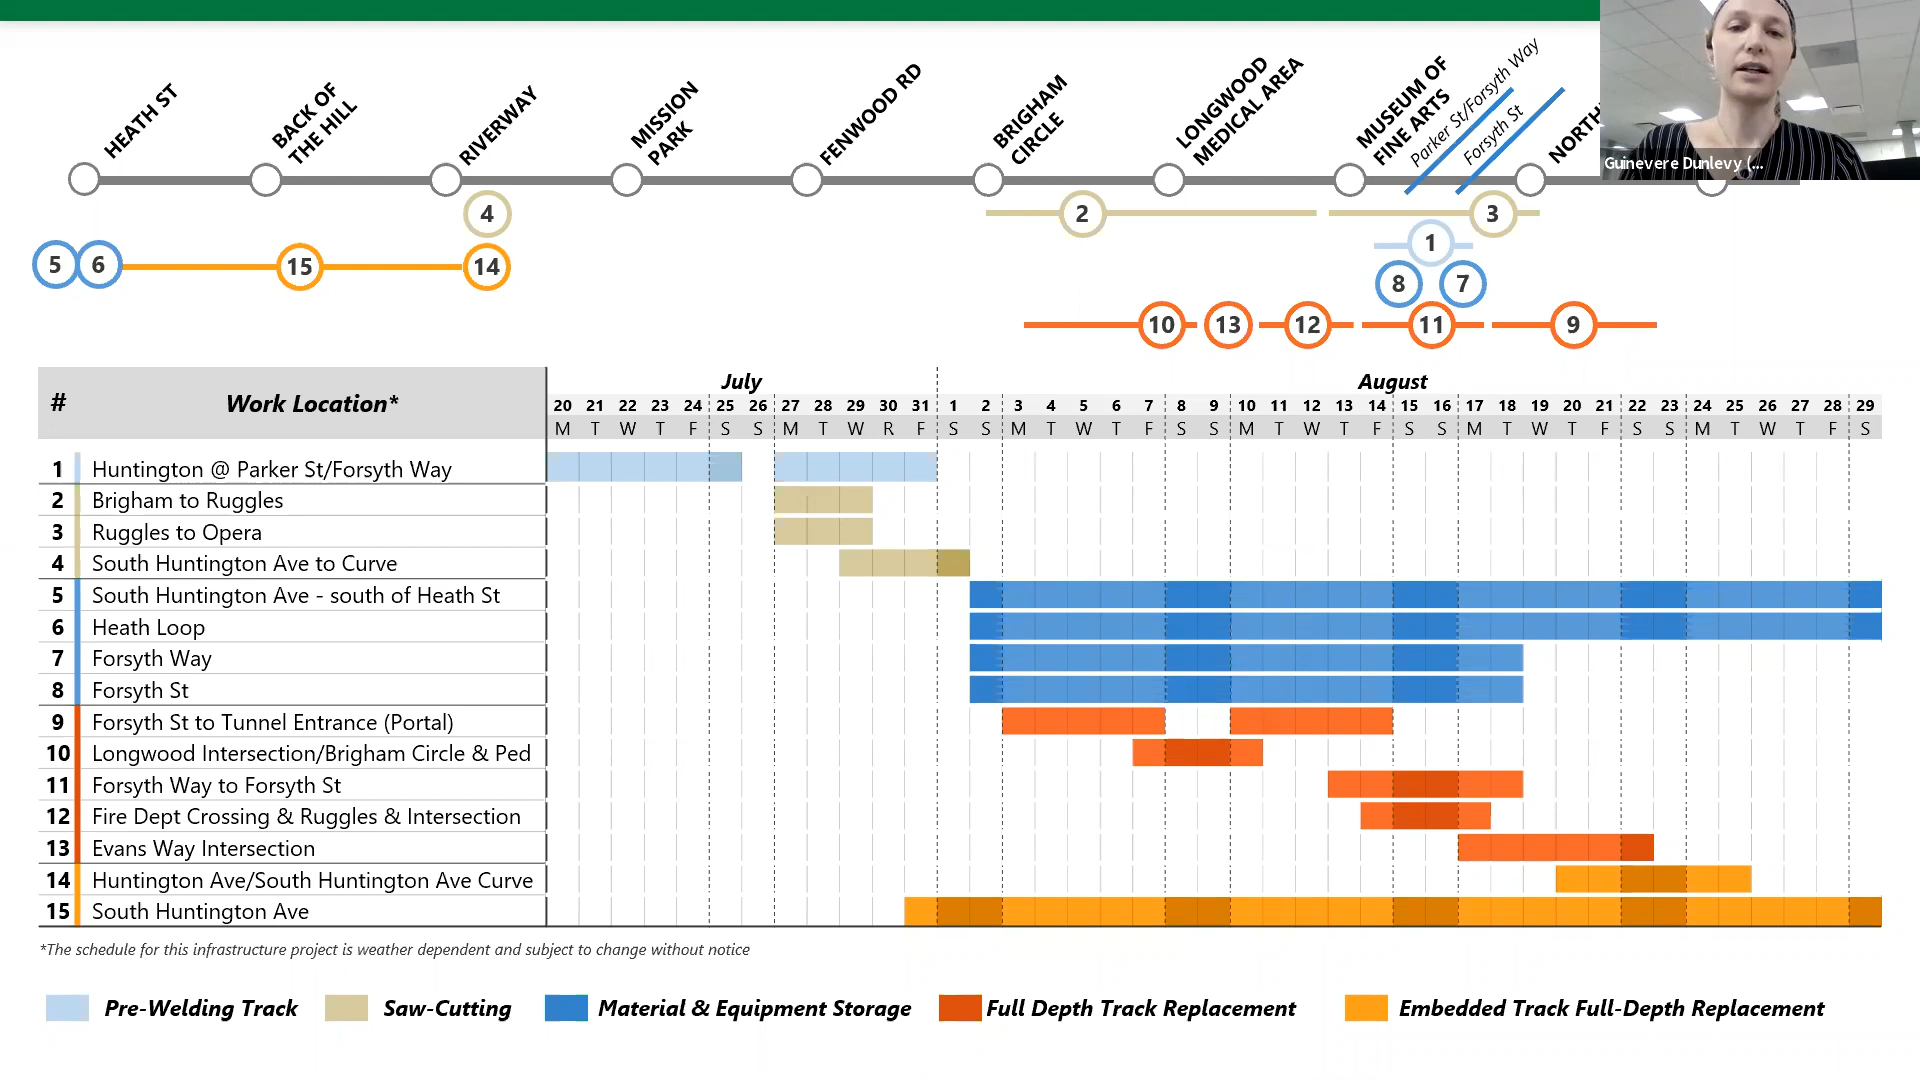 HEATH ST
BACK OF
THE HILL
RIVERWAY
MISSION
PARK
FENWOOD RD
BRIGHAM
CIRCLE
LONGWOOD
MEDICAL AREA
MUSEUM OF
FINE ARTS
Parker St/Forsyth Way
Forsyth St
Guinevere Dunlevy (...
4
2
3
1
5
6
15
14
8
7
10
13
12
11
9
# Work Location*
July August
20 21 22 23 24 25 26 27 28 29 30 31 1 2 3 4 5 6 7 8 9 10 11 12 13 14 15 16 17 18 19 20 21 22 23 24 25 26 27 28 29
M T W T F S S M T W R F S S M T W T F S S M T W T F S S M T W T F S S M T W T F S
1 Huntington @ Parker St/Forsyth Way
2 Brigham to Ruggles
3 Ruggles to Opera
4 South Huntington Ave to Curve
5 South Huntington Ave - south of Heath St
6 Heath Loop
7 Forsyth Way
8 Forsyth St
9 Forsyth St to Tunnel Entrance (Portal)
10 Longwood Intersection/Brigham Circle & Ped
11 Forsyth Way to Forsyth St
12 Fire Dept Crossing & Ruggles & Intersection
13 Evans Way Intersection
14 Huntington Ave/South Huntington Ave Curve
15 South Huntington Ave
*The schedule for this infrastructure project is weather dependent and subject to change without notice
Pre-Welding Track Saw-Cutting Material & Equipment Storage Full Depth Track Replacement Embedded Track Full-Depth Replacement